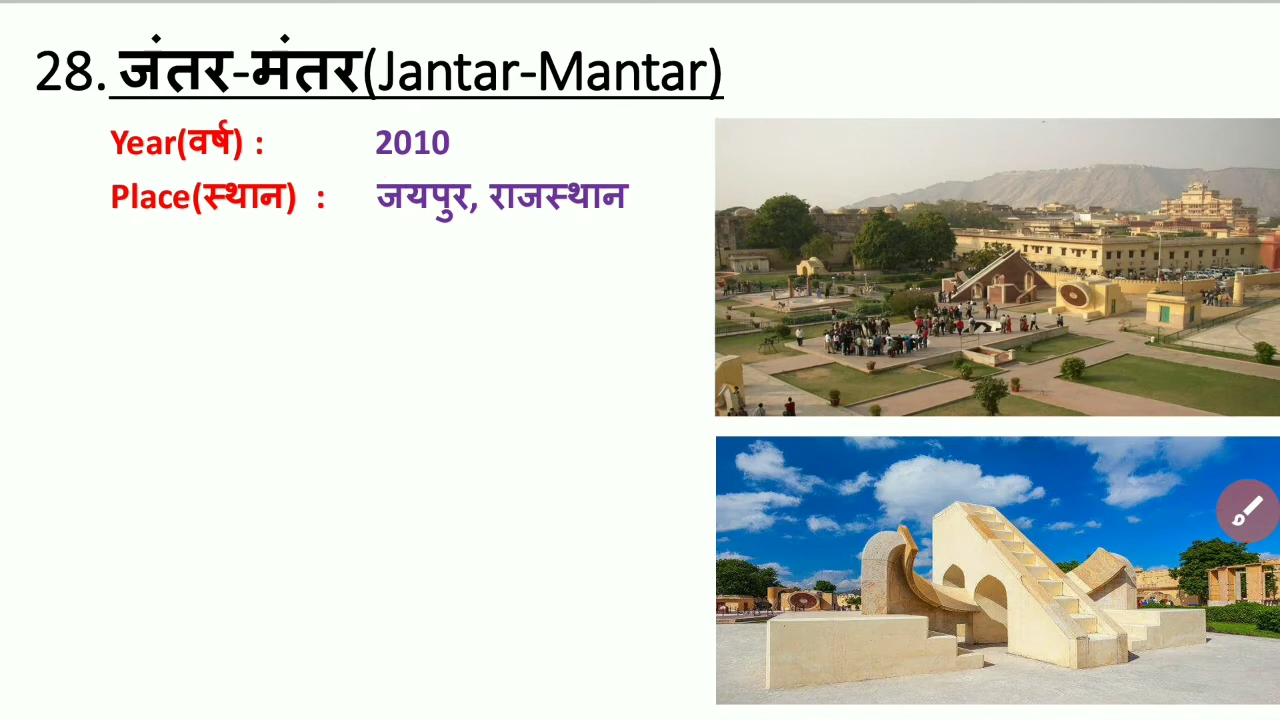 28. जंतर-मंतर(Jantar-Mantar)
Year(वर्ष) : 2010
Place(स्थान) : जयपुर, राजस्थान